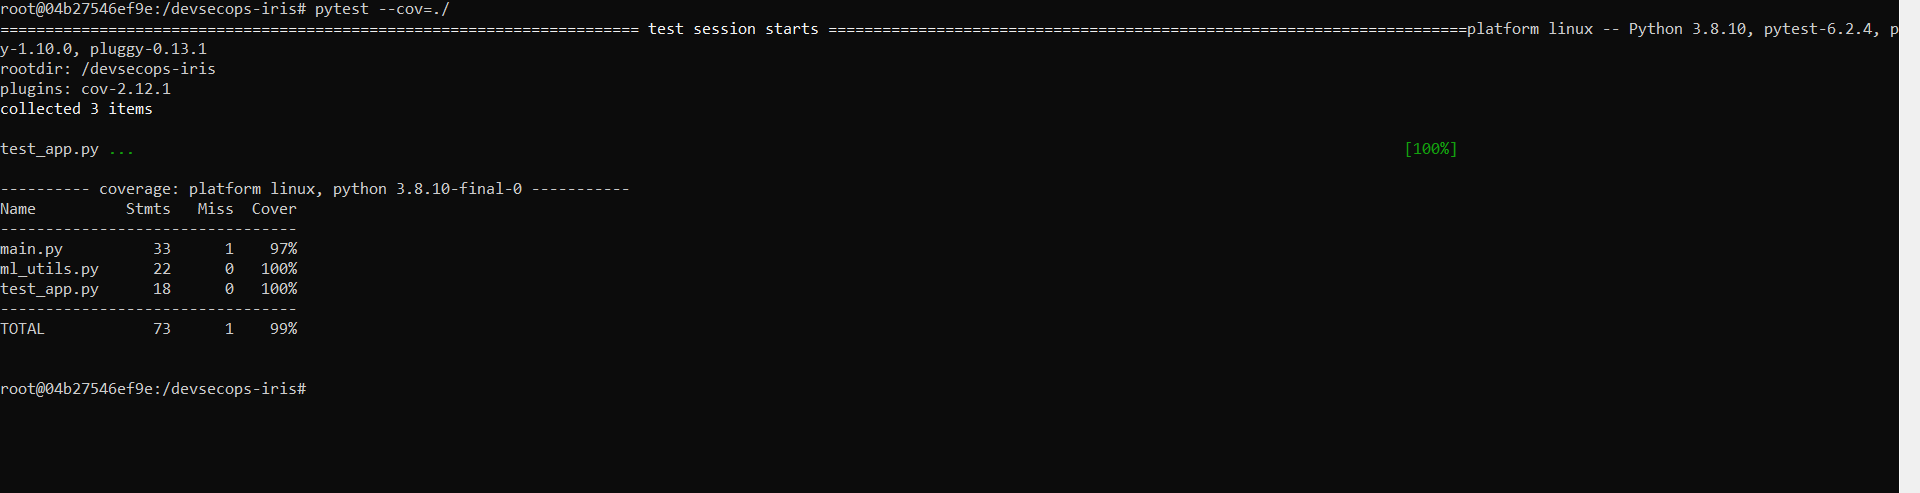 root@04b27546ef9e:/devsecops-iris# pytest --cov=./
======================================================================= test session starts =======================================================================platform linux -- Python 3.8.10, pytest-6.2.4, p
y-1.10.0, pluggy-0.13.1
rootdir: /devsecops-iris
plugins: cov-2.12.1
collected 3 items
test_app.py ... [100%]
---------- coverage: platform linux, python 3.8.10-final-0 -----------
Name          Stmts   Miss  Cover
---------------------------------
main.py          33      1    97%
ml_utils.py      22      0   100%
test_app.py      18      0   100%
---------------------------------
TOTAL            73      1    99%
root@04b27546ef9e:/devsecops-iris#